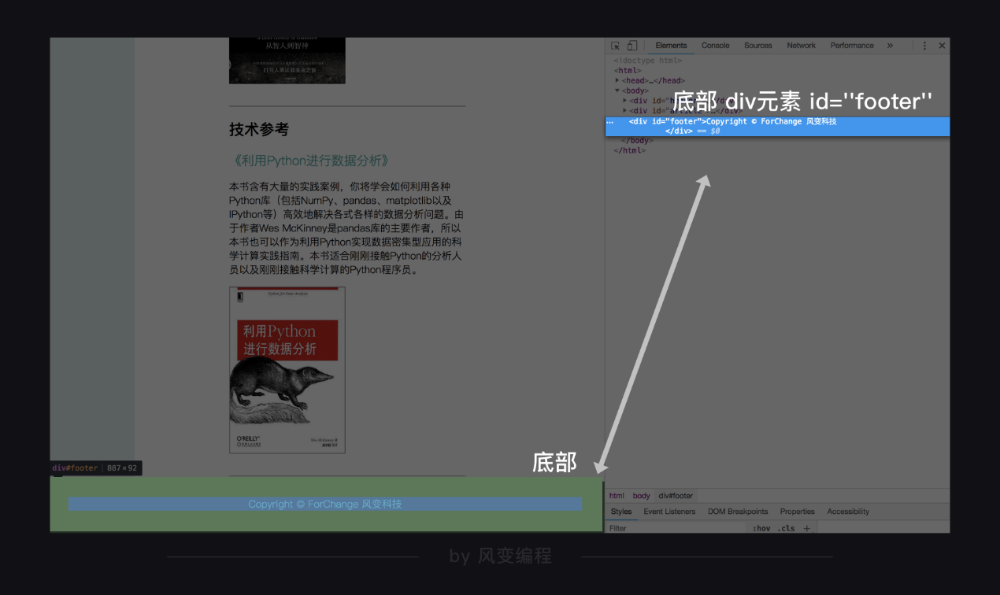 从智人到智神
打开人类认知未来之窗
技术参考
《利用Python进行数据分析》
本书含有大量的实践案例，你将学会如何利用各种
Python库（包括NumPy、pandas、matplotlib以及
IPython等）高效地解决各式各样的数据分析问题。由
于作者Wes McKinney是pandas库的主要作者，所以
本书也可以作为利用Python实现数据密集型应用的科
学计算实践指南。本书适合刚刚接触Python的分析人
员以及刚刚接触科学计算的Python程序员。
Python for Data Analysis
利用Python
进行数据分析
O'REILLY
div#footer 887×92
底部
Copyright © ForChange 风变科技
Elements Console Sources Network Performance »
<!doctype html>
<html>
<head>…</head>
<body>
底部 div元素 id=''footer''
<div id="footer">Copyright © ForChange 风变科技
</div> == $0
</body>
</html>
html body div#footer
Styles Event Listeners DOM Breakpoints Properties Accessibility
Filter :hov .cls +
by 风变编程